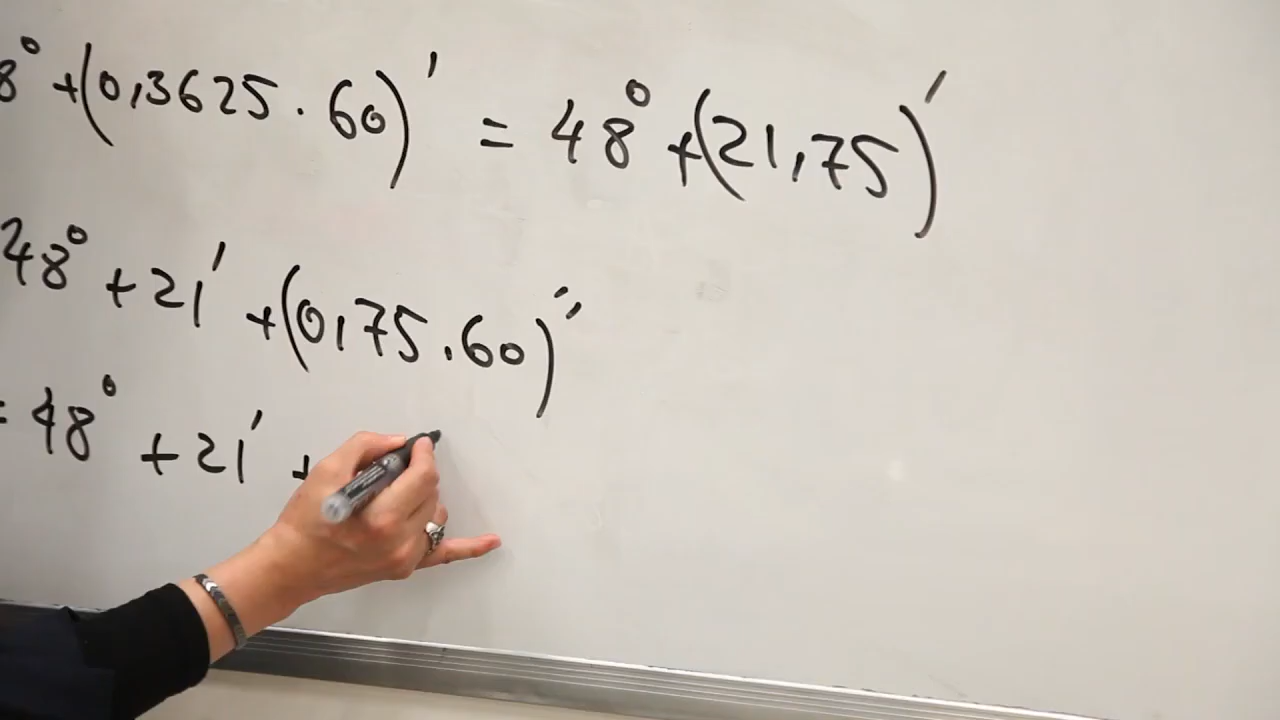 8° + (0,3625 . 60)' = 48° + (21,75)'
48° + 21' + (0,75 . 60)''
= 48° + 21' +